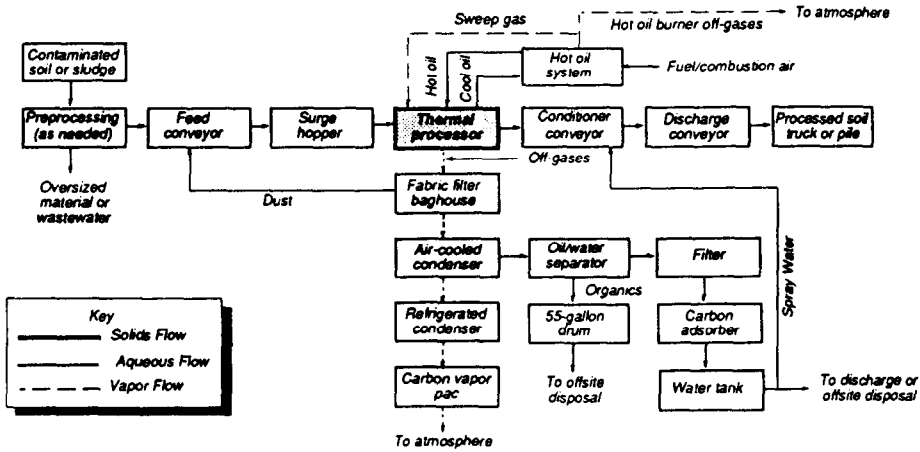 Sweep gas
To atmosphere
Hot oil burner off-gases
Contaminated
soil or sludge
Hot oil
Cool oil
Hot oil
system
Fuel/combustion air
Preprocessing
(as needed)
Feed
conveyor
Surge
hopper
Thermal
processor
Conditioner
conveyor
Discharge
conveyor
Processed soil
truck or pile
Off-gases
Oversized
material or
wastewater
Dust
Fabric filter
baghouse
Air-cooled
condenser
Oil/water
separator
Filter
Spray Water
Organics
Key
Solids Flow
Aqueous Flow
Vapor Flow
Refrigerated
condenser
55-gallon
drum
Carbon
adsorber
Carbon vapor
pac
To offsite
disposal
Water tank
To discharge or
offsite disposal
To atmosphere